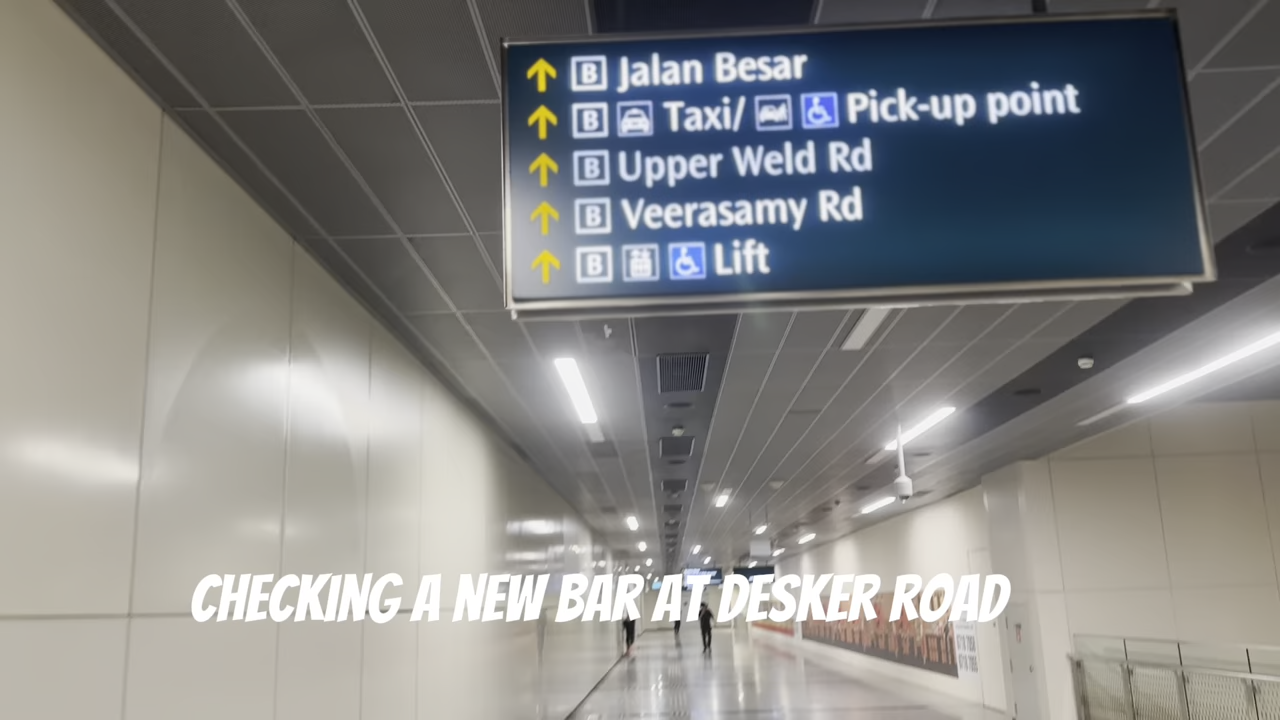 B Jalan Besar
B Taxi/ Pick-up point
B Upper Weld Rd
B Veerasamy Rd
B Lift
CHECKING A NEW BAR AT DESKER ROAD